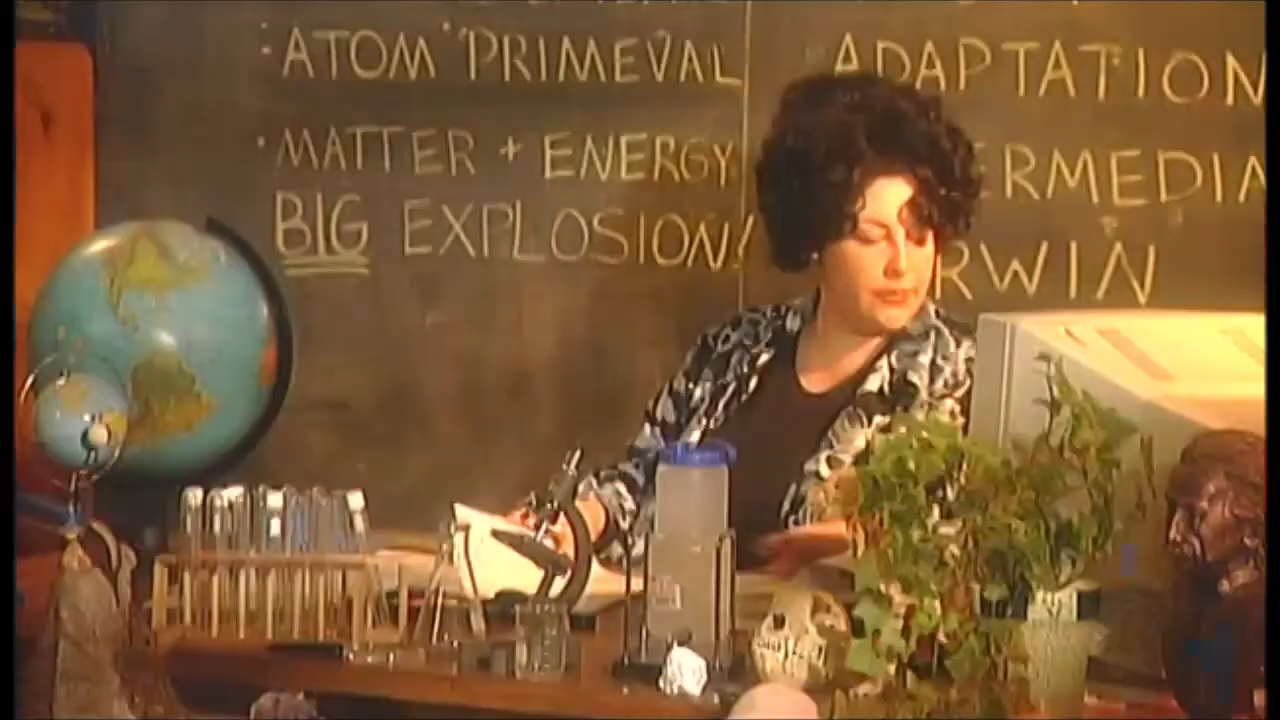 • ATOM "PRIMEVAL
• MATTER + ENERGY
BIG EXPLOSION!
ADAPTATION
ERMEDIA
RWIN